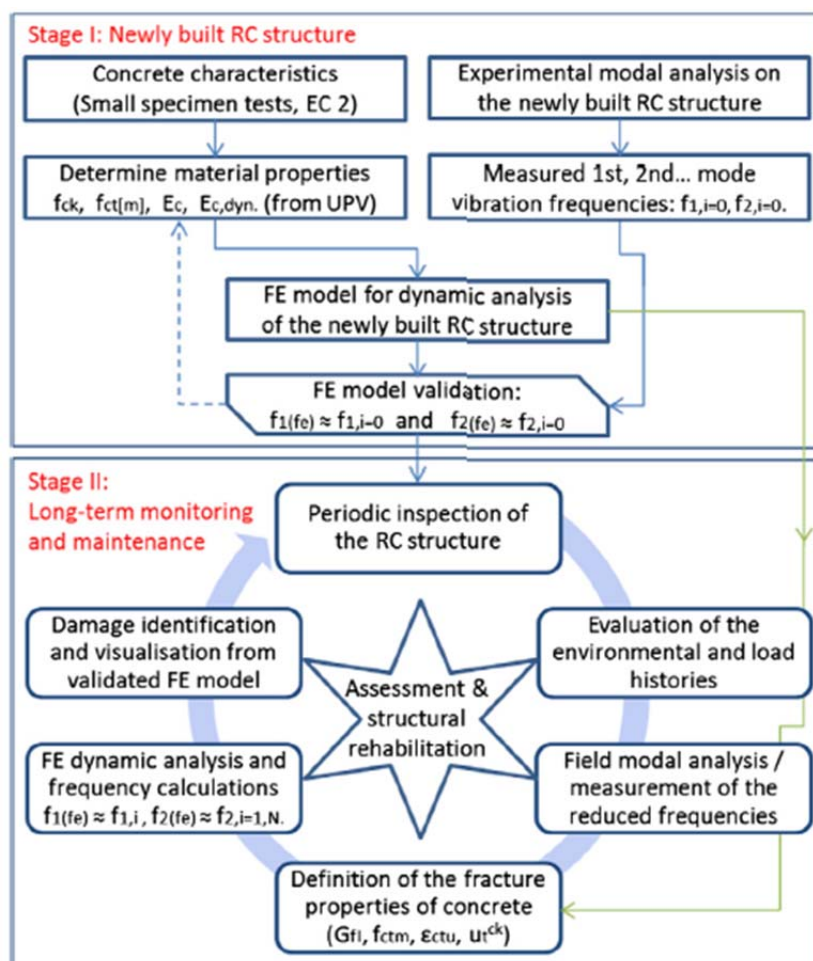 Stage I: Newly built RC structure
Concrete characteristics
(Small specimen tests, EC 2)
Experimental modal analysis on
the newly built RC structure
Determine material properties
fck, fct[m], Ec, Ec,dyn. (from UPV)
Measured 1st, 2nd... mode
vibration frequencies: f1,i=0, f2,i=0.
FE model for dynamic analysis
of the newly built RC structure
FE model validation:
f1(fe) ≈ f1,i=0 and f2(fe) ≈ f2,i=0
Stage II:
Long-term monitoring
and maintenance
Periodic inspection of
the RC structure
Evaluation of the
environmental and load
histories
Field modal analysis /
measurement of the
reduced frequencies
Definition of the fracture
properties of concrete
(Gfl, fctm, εctu, utck)
FE dynamic analysis and
frequency calculations
f1(fe) ≈ f1,i , f2(fe) ≈ f2,i=1,N.
Damage identification
and visualisation from
validated FE model
Assessment &
structural
rehabilitation